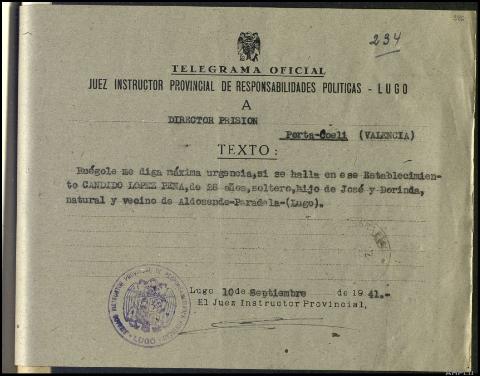 234
TELEGRAMA OFICIAL
JUEZ INSTRUCTOR PROVINCIAL DE RESPONSABILIDADES POLITICAS - LUGO
A
DIRECTOR PRISION
Porta-Coeli (VALENCIA)
TEXTO:
Ruégole me diga máxima urgencia,si se halla en ese Establecimien-
to CANDIDO LOPEZ PENA,de 28 años,soltero,hijo de José y Dorinda,
natural y vecino de Aldosende-Paradela-(Lugo).
Lugo 10 de Septiembre de 1941.-
El Juez Instructor Provincial,
LUGO